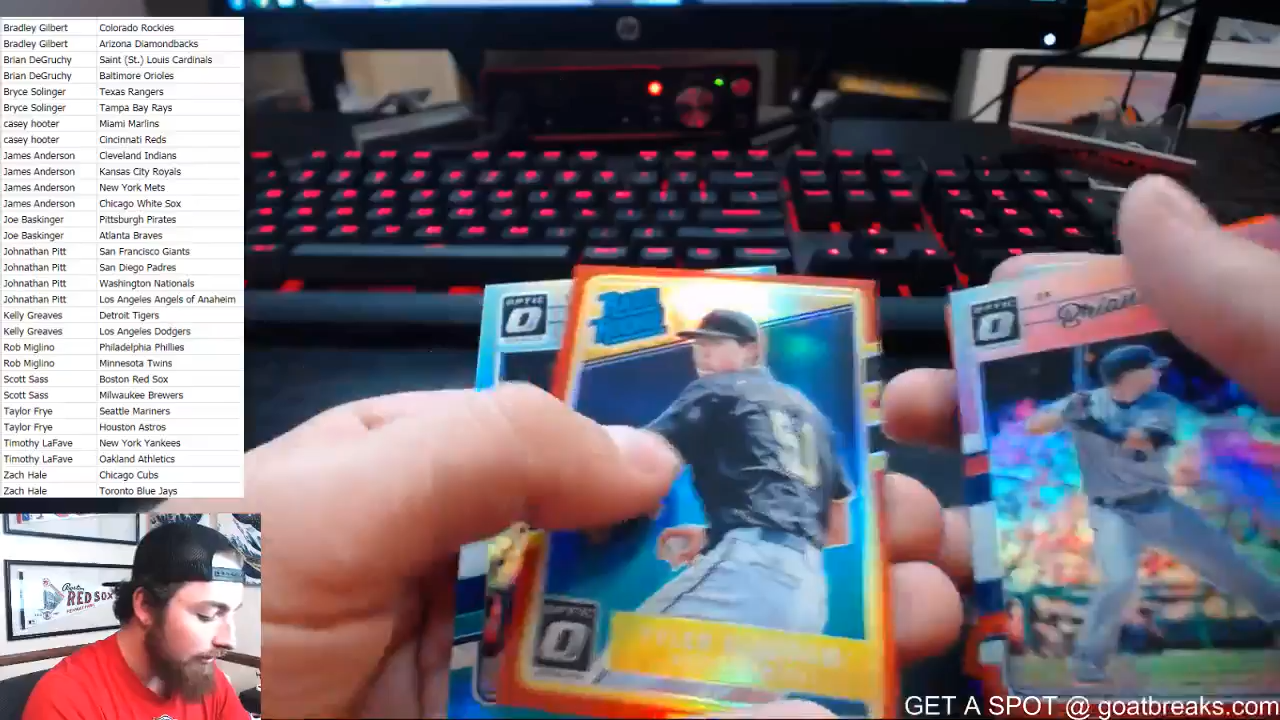 Bradley Gilbert Colorado Rockies
Bradley Gilbert Arizona Diamondbacks
Brian DeGruchy Saint (St.) Louis Cardinals
Brian DeGruchy Baltimore Orioles
Bryce Solinger Texas Rangers
Bryce Solinger Tampa Bay Rays
casey hooter Miami Marlins
casey hooter Cincinnati Reds
James Anderson Cleveland Indians
James Anderson Kansas City Royals
James Anderson New York Mets
James Anderson Chicago White Sox
Joe Baskinger Pittsburgh Pirates
Joe Baskinger Atlanta Braves
Johnathan Pitt San Francisco Giants
Johnathan Pitt San Diego Padres
Johnathan Pitt Washington Nationals
Johnathan Pitt Los Angeles Angels of Anaheim
Kelly Greaves Detroit Tigers
Kelly Greaves Los Angeles Dodgers
Rob Miglino Philadelphia Phillies
Rob Miglino Minnesota Twins
Scott Sass Boston Red Sox
Scott Sass Milwaukee Brewers
Taylor Frye Seattle Mariners
Taylor Frye Houston Astros
Timothy LaFave New York Yankees
Timothy LaFave Oakland Athletics
Zach Hale Chicago Cubs
Zach Hale Toronto Blue Jays
OPTIC
OPTIC
Brian
RED SOX
GET A SPOT @ goatbreaks.com